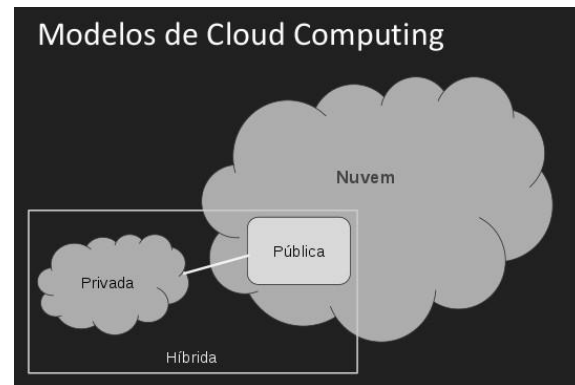 Modelos de Cloud Computing
Nuvem
Pública
Privada
Híbrida